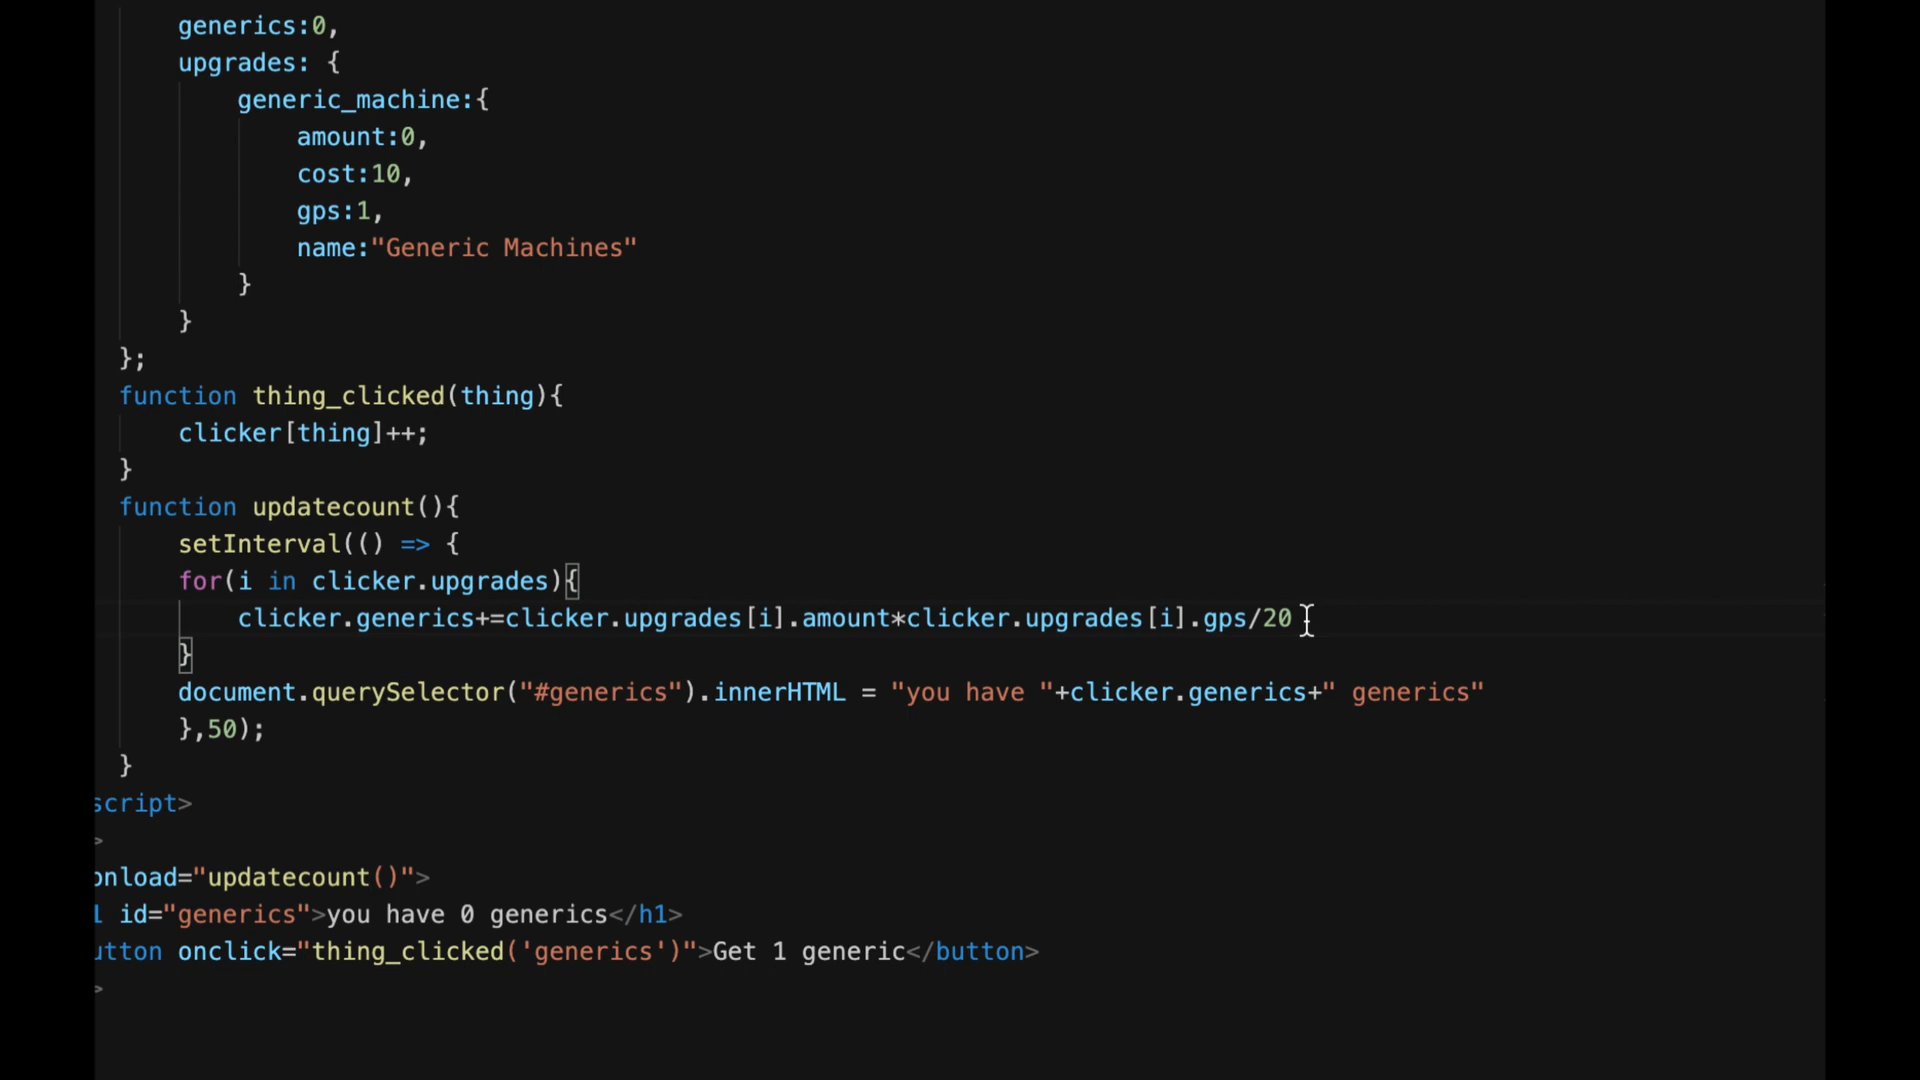 generics:0,
upgrades: {
generic_machine:{
amount:0,
cost:10,
gps:1,
name:"Generic Machines"
}
}
};
function thing_clicked(thing){
clicker[thing]++;
}
function updatecount(){
setInterval(() => {
for(i in clicker.upgrades){
clicker.generics+=clicker.upgrades[i].amount*clicker.upgrades[i].gps/20
}
document.querySelector("#generics").innerHTML = "you have "+clicker.generics+" generics"
},50);
}
script>
>
onload="updatecount()">
1 id="generics">you have 0 generics</h1>
utton onclick="thing_clicked('generics')">Get 1 generic</button>
>